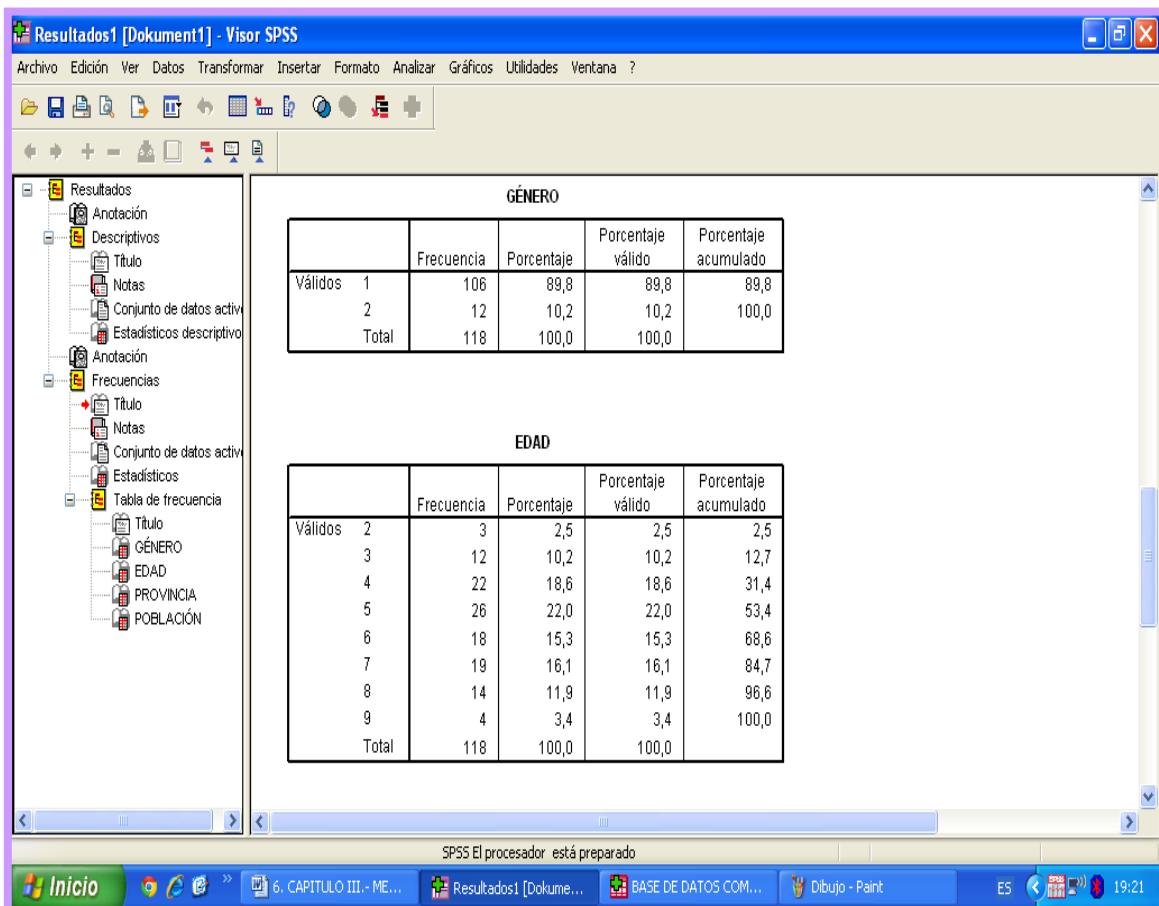 Resultados1 [Dokument1] - Visor SPSS
Archivo Edición Ver Datos Transformar Insertar Formato Analizar Gráficos Utilidades Ventana ?
Resultados
Anotación
Descriptivos
Título
Notas
Conjunto de datos activ
Estadísticos descriptivo
Anotación
Frecuencias
Título
Notas
Conjunto de datos activ
Estadísticos
Tabla de frecuencia
Título
GÉNERO
EDAD
PROVINCIA
POBLACIÓN
GÉNERO
Frecuencia Porcentaje Porcentaje válido Porcentaje acumulado
Válidos 1 106 89,8 89,8 89,8
2 12 10,2 10,2 100,0
Total 118 100,0 100,0
EDAD
Frecuencia Porcentaje Porcentaje válido Porcentaje acumulado
Válidos 2 3 2,5 2,5 2,5
3 12 10,2 10,2 12,7
4 22 18,6 18,6 31,4
5 26 22,0 22,0 53,4
6 18 15,3 15,3 68,6
7 19 16,1 16,1 84,7
8 14 11,9 11,9 96,6
9 4 3,4 3,4 100,0
Total 118 100,0 100,0
SPSS El procesador está preparado
Inicio » 6. CAPITULO III.- ME... Resultados1 [Dokume... BASE DE DATOS COM... Dibujo - Paint ES 19:21